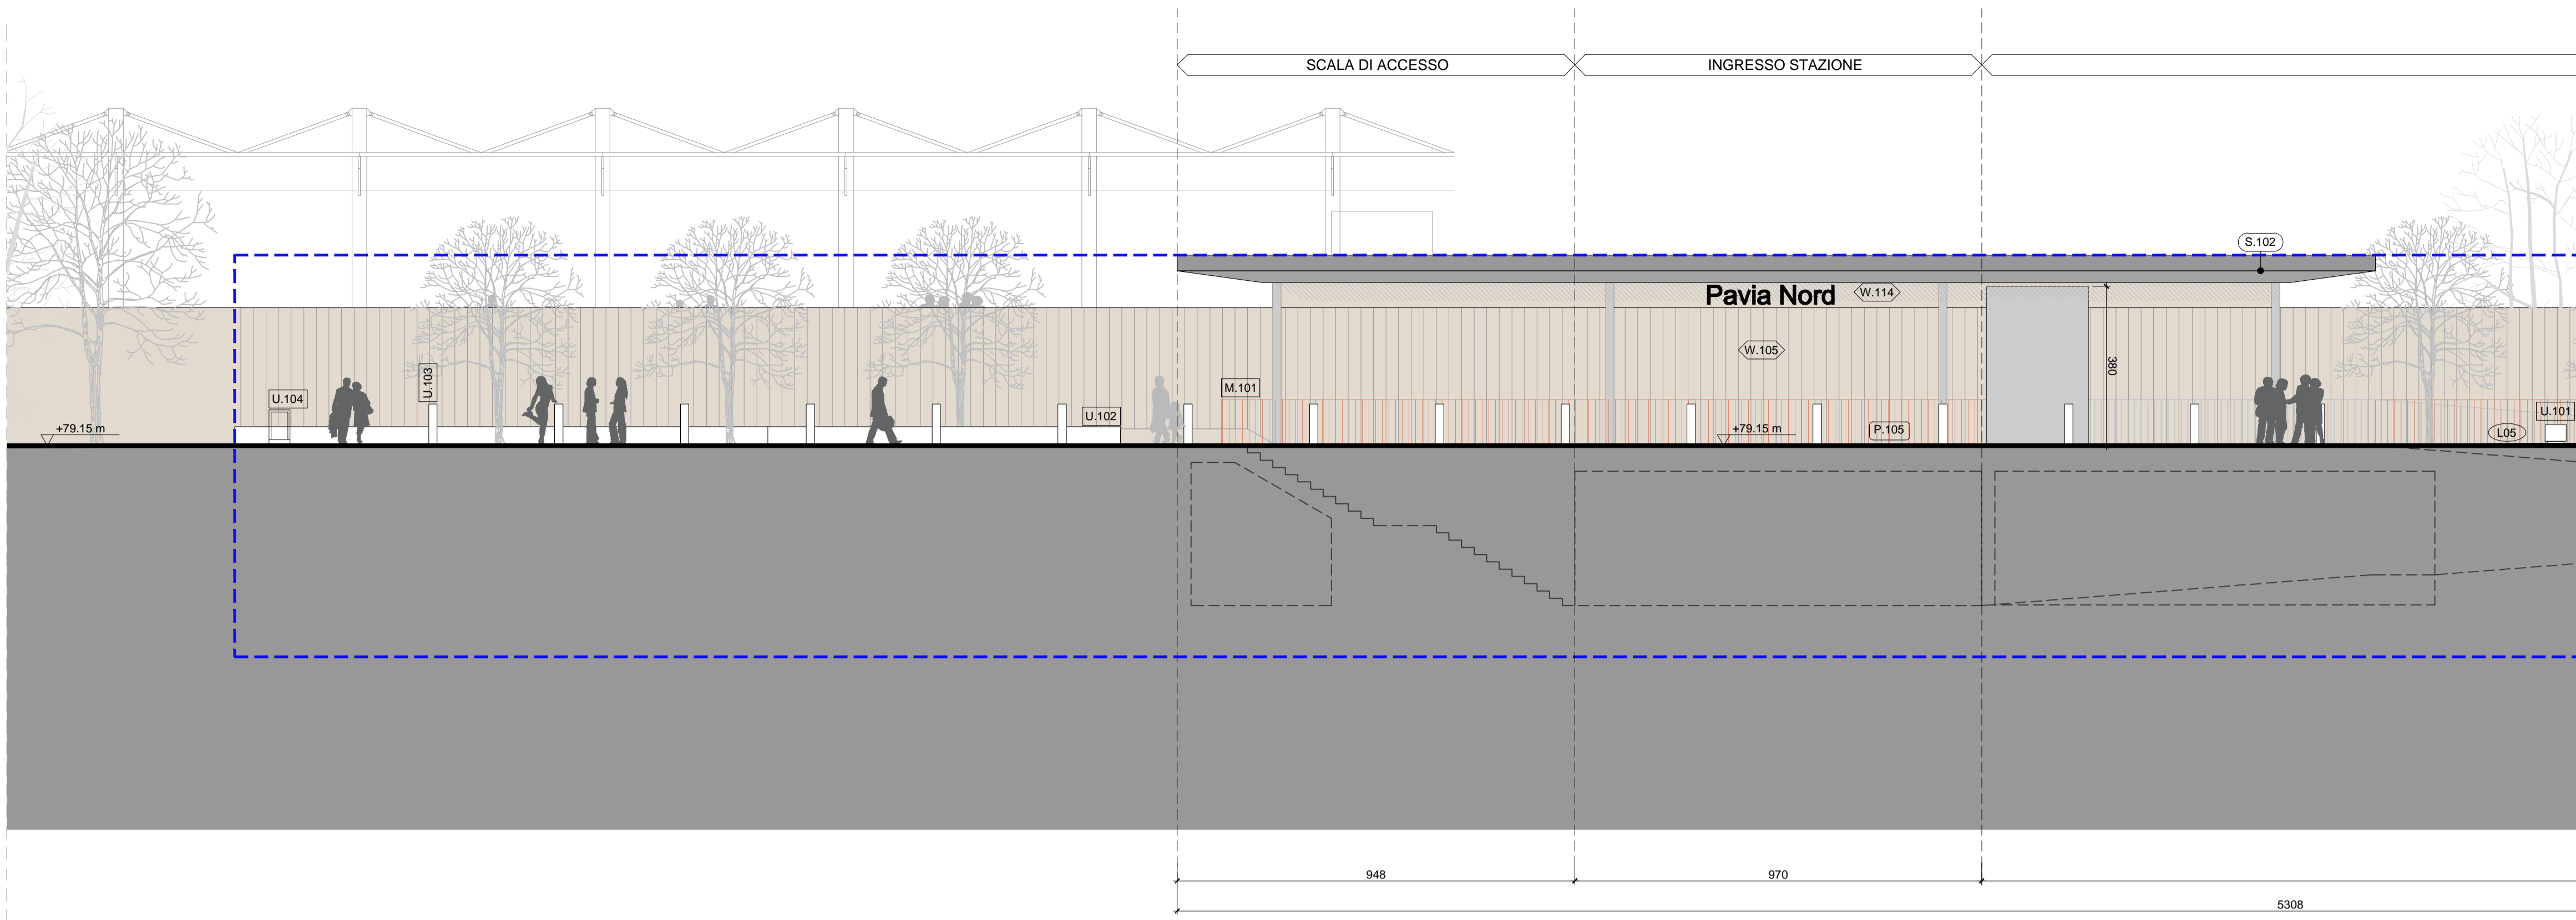 SCALA DI ACCESSO
INGRESSO STAZIONE
S.102
Pavia Nord
W.114
W.105
380
U.103
U.104
M.101
U.102
U.101
+79.15 m
+79.15 m
P.105
L05
948
970
5308